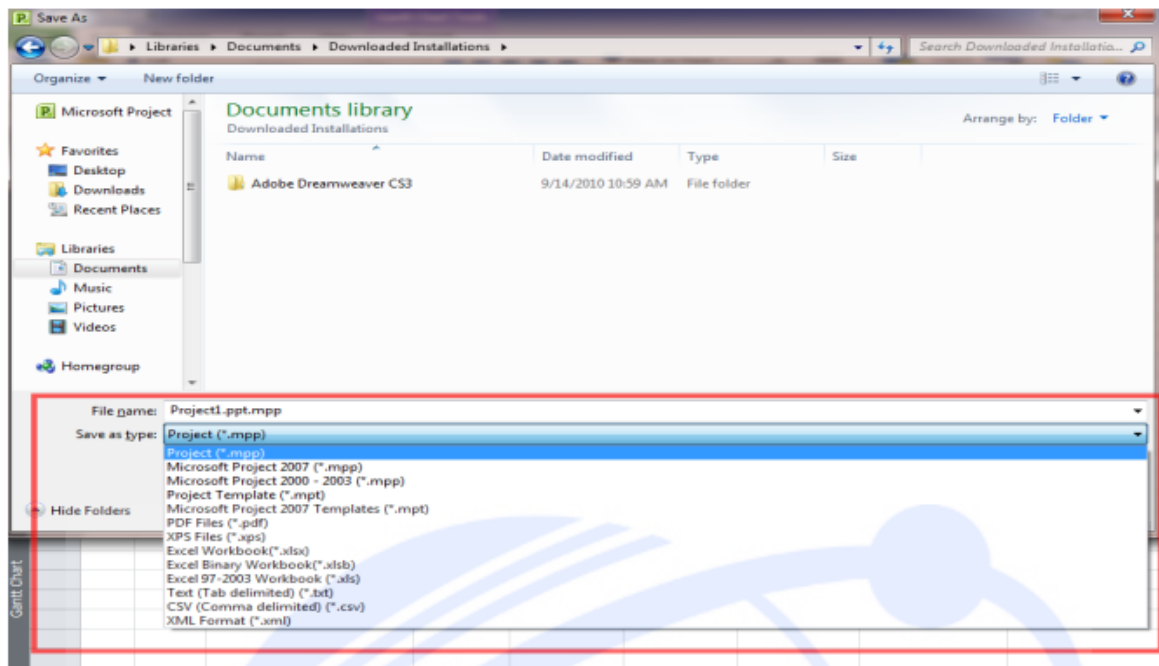 Save As
Libraries Documents Downloaded Installations Search Downloaded Installatio...
Organize New folder
Microsoft Project
Favorites
Desktop
Downloads
Recent Places
Libraries
Documents
Music
Pictures
Videos
Homegroup
Documents library
Downloaded Installations
Arrange by: Folder
Name Date modified Type Size
Adobe Dreamweaver CS3 9/14/2010 10:59 AM File folder
File name: Project1.ppt.mpp
Save as type: Project (*.mpp)
Project (*.mpp)
Microsoft Project 2007 (*.mpp)
Microsoft Project 2000 - 2003 (*.mpp)
Project Template (*.mpt)
Microsoft Project 2007 Templates (*.mpt)
PDF Files (*.pdf)
XPS Files (*.xps)
Excel Workbook(*.xlsx)
Excel Binary Workbook(*.xlsb)
Excel 97-2003 Workbook (*.xls)
Text (Tab delimited) (*.txt)
CSV (Comma delimited) (*.csv)
XML Format (*.xml)
Hide Folders
Gantt Chart